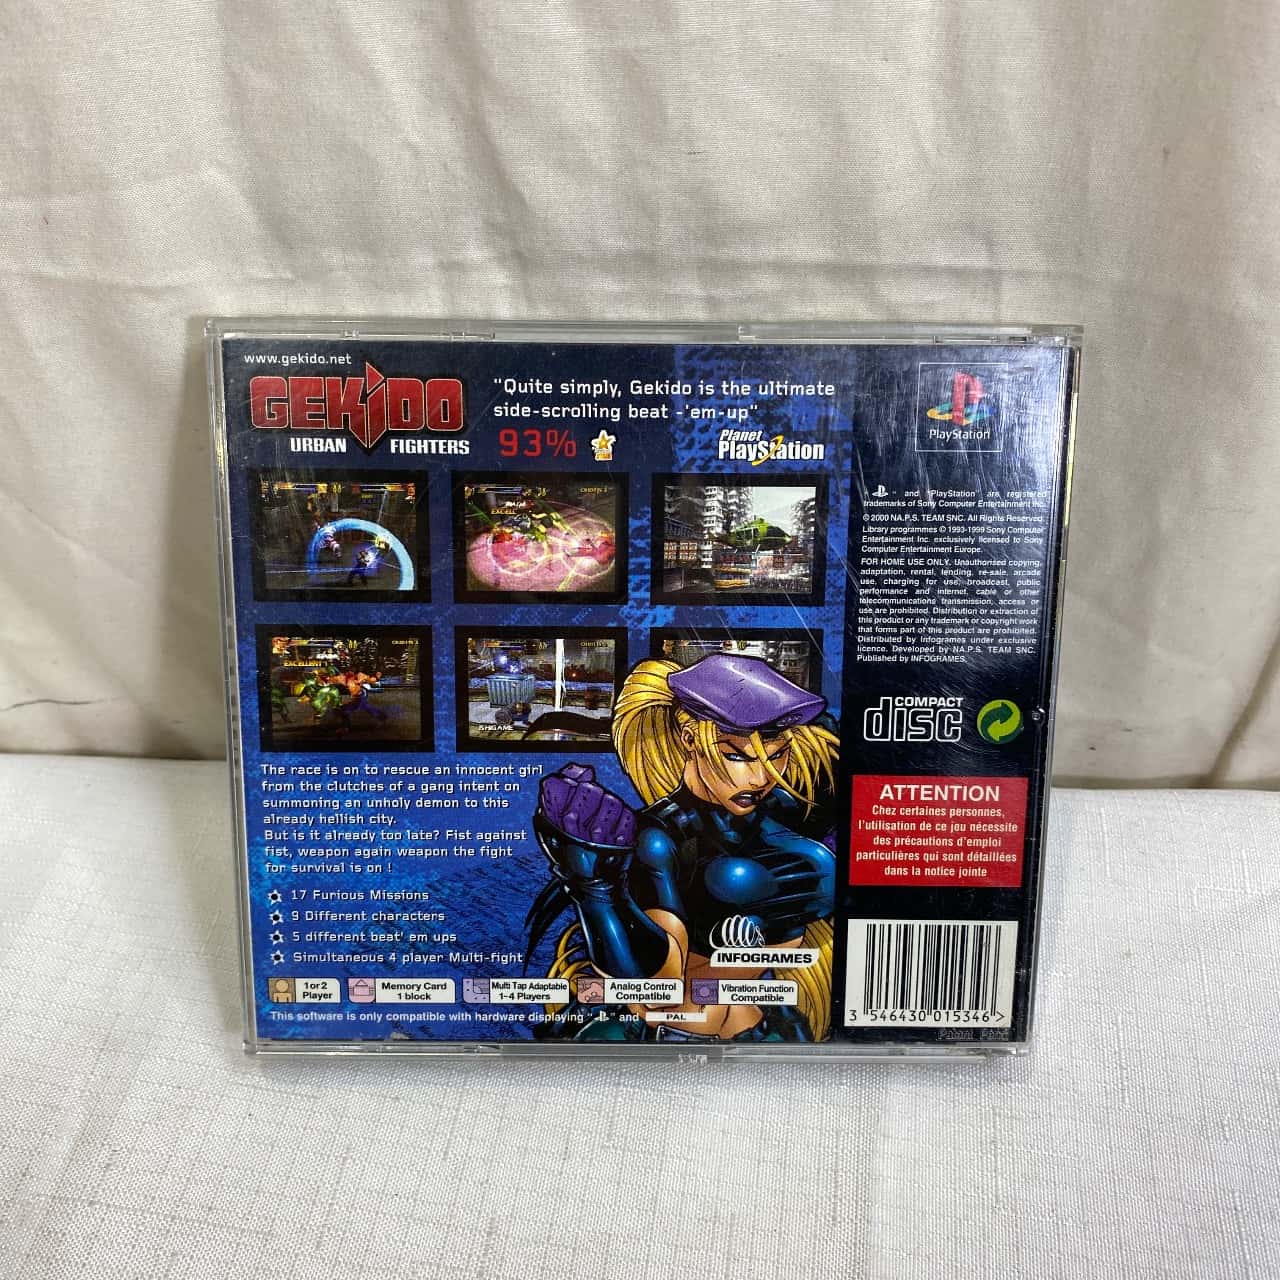 www.gekido.net
GEKIDO
URBAN FIGHTERS
"Quite simply, Gekido is the ultimate
side-scrolling beat -'em-up"
93%
Planet
PlayStation
EXCELL
EXCELLENT
The race is on to rescue an innocent girl
from the clutches of a gang intent on
summoning an unholy demon to this
already hellish city.
But is it already too late? Fist against
fist, weapon again weapon the fight
for survival is on !
17 Furious Missions
9 Different characters
5 different beat' em ups
Simultaneous 4 player Multi-fight
INFOGRAMES
1 or 2
Player
Memory Card
1 block
Multi Tap Adaptable
1-4 Players
Analog Control
Compatible
Vibration Function
Compatible
This software is only compatible with hardware displaying " " and PAL
PlayStation
" " and "PlayStation" are registered
trademarks of Sony Computer Entertainment Inc.
© 2000 N.A.P.S. TEAM SNC. All Rights Reserved.
Library programmes © 1993-1999 Sony Computer
Entertainment Inc. exclusively licensed to Sony
Computer Entertainment Europe.
FOR HOME USE ONLY. Unauthorised copying,
adaptation, rental, lending, re-sale, arcade
use, charging for use, broadcast, public
performance and internet, cable or other
telecommunications transmission, access or
use are prohibited. Distribution or extraction of
this product or any trademark or copyright work
that forms part of this product are prohibited.
Distributed by Infogrames under exclusive
licence. Developed by N.A.P.S. TEAM SNC.
Published by INFOGRAMES.
COMPACT
disc
ATTENTION
Chez certaines personnes,
l'utilisation de ce jeu nécessite
des précautions d'emploi
particulières qui sont détaillées
dans la notice jointe
3 546430 015346 >